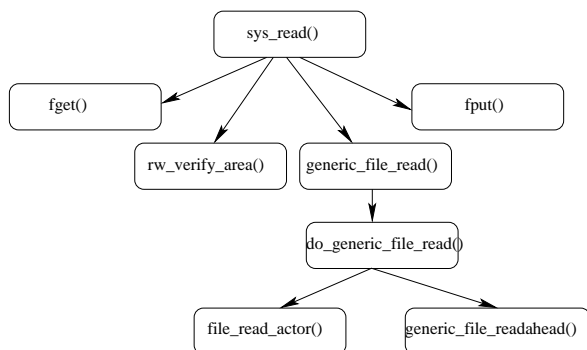 sys_read()
fget()
fput()
rw_verify_area()
generic_file_read()
do_generic_file_read()
file_read_actor()
generic_file_readahead()